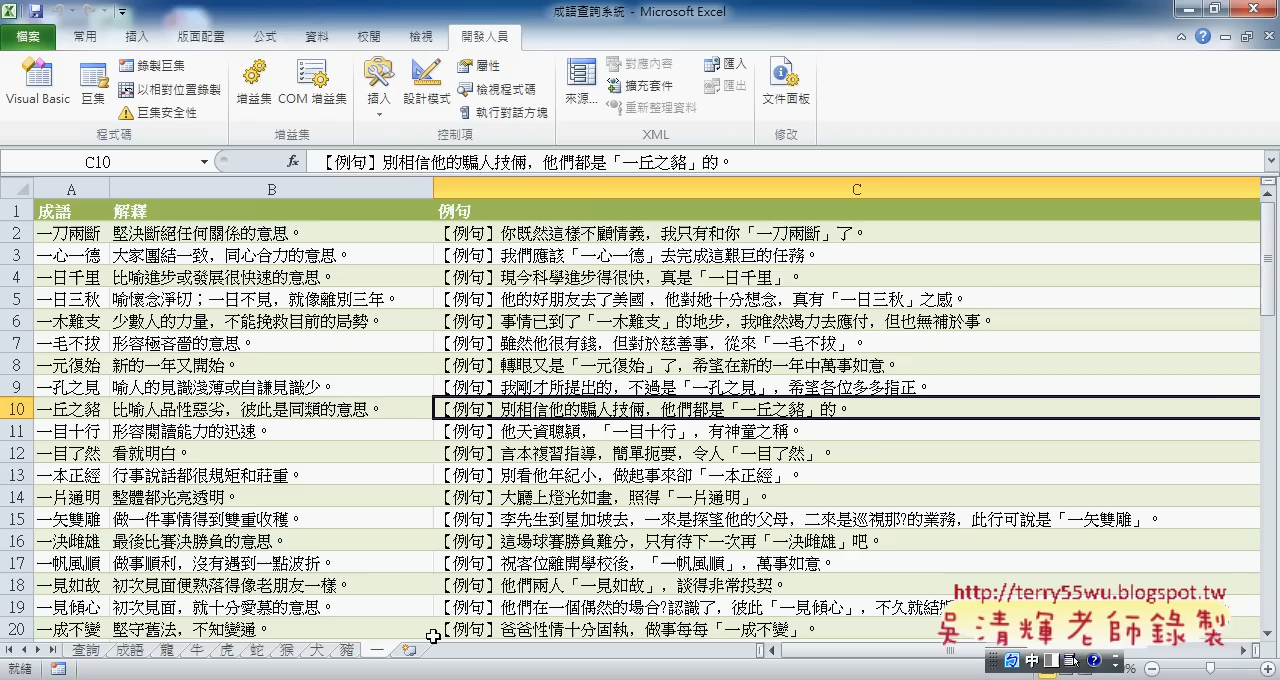 成語查詢系統 - Microsoft Excel
檔案 常用 插入 版面配置 公式 資料 校閱 檢視 開發人員
Visual Basic 巨集 錄製巨集 以相對位置錄製 巨集安全性 增益集 COM 增益集 插入 設計模式 屬性 檢視程式碼 執行對話方塊 來源... 對應內容 擴充套件 重新整理資料 匯入 匯出 文件面板
程式碼 增益集 控制項 XML 修改
C10 fx 【例句】別相信他的騙人技倆，他們都是「一丘之豬」的。
A B C
1 成語 解釋 例句
2 一刀兩斷 堅決斷絕任何關係的意思。 【例句】你既然這樣不顧情義，我只有和你「一刀兩斷」了。
3 一心一德 大家團結一致，同心合力的意思。 【例句】我們應該「一心一德」去完成這艱巨的任務。
4 一日千里 比喻進步或發展很快速的意思。 【例句】現今科學進步得很快，真是「一日千里」。
5 一日三秋 喻懷念淨切；一日不見，就像離別三年。 【例句】他的好朋友去了美國，他對她十分想念，真有「一日三秋」之感。
6 一木難支 少數人的力量，不能挽救目前的局勢。 【例句】事情已到了「一木難支」的地步，我唯然竭力去應付，但也無補於事。
7 一毛不拔 形容極吝嗇的意思。 【例句】雖然他很有錢，但對於慈善事，從來「一毛不拔」。
8 一元復始 新的一年又開始。 【例句】轉眼又是「一元復始」了，希望在新的一年中萬事如意。
9 一孔之見 喻人的見識淺薄或自謙見識少。 【例句】我剛才所提出的，不過是「一孔之見」，希望各位多多指正。
10 一丘之豬 比喻人品性惡劣，彼此是同類的意思。 【例句】別相信他的騙人技倆，他們都是「一丘之豬」的。
11 一目十行 形容閱讀能力的迅速。 【例句】他天資聰穎，「一目十行」，有神童之稱。
12 一目了然 看就明白。 【例句】言本複習指導，簡單扼要，令人「一目了然」。
13 一本正經 行事說話都很規矩和莊重。 【例句】別看他年紀小，做起事來卻「一本正經」。
14 一片通明 整體都光亮透明。 【例句】大廳上燈光如晝，照得「一片通明」。
15 一矢雙雕 做一件事情得到雙重收穫。 【例句】李先生到星加坡去，一來是探望他的父母，二來是巡視那?的業務，此行可說是「一矢雙雕」。
16 一決雌雄 最後比賽決勝負的意思。 【例句】這場球賽勝負難分，只有待下一次再「一決雌雄」吧。
17 一帆風順 做事順利，沒有遇到一點波折。 【例句】祝客位離開學校後，「一帆風順」，萬事如意。
18 一見如故 初次見面便熟落得像老朋友一樣。 【例句】他們兩人「一見如故」，談得非常投契。
19 一見傾心 初次見面，就十分愛慕的意思。 【例句】他們在一個偶然的場合?認識了，彼此「一見傾心」，不久就結
20 一成不變 堅守舊法，不知變通。 【例句】爸爸性情十分固執，做事每每「一成不變」。
http://terry55wu.blogspot.tw
吳清輝老師錄製
查詢 成語 龍 牛 虎 蛇 猴 犬 豬 一
就緒 中 %